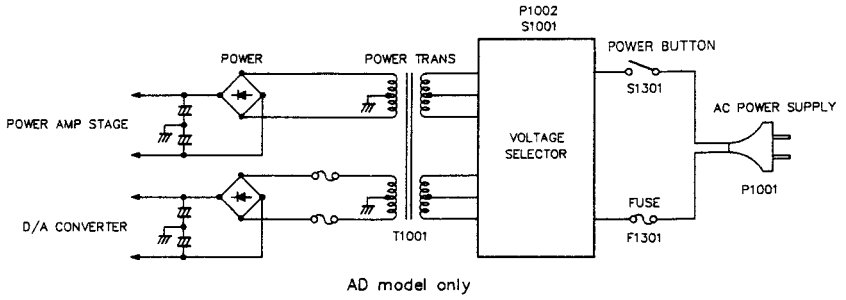 P1002
S1001
POWER
POWER TRANS
POWER BUTTON
S1301
AC POWER SUPPLY
POWER AMP STAGE
VOLTAGE
SELECTOR
P1001
FUSE
D/A CONVERTER
T1001
F1301
AD model only